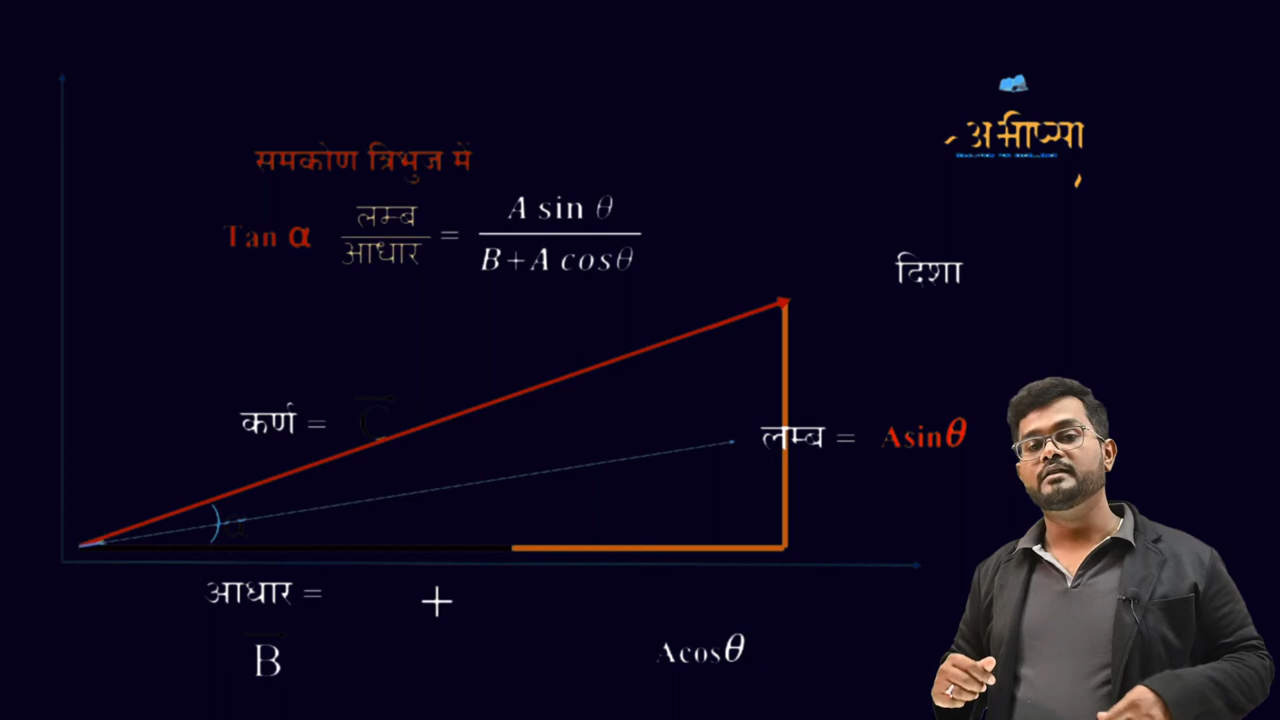 अभीप्सा
समकोण त्रिभुज में
Tan α लम्ब / आधार = A sin θ / B+A cosθ
दिशा
कर्ण = C
लम्ब = Asinθ
α
आधार = +
B
Acosθ